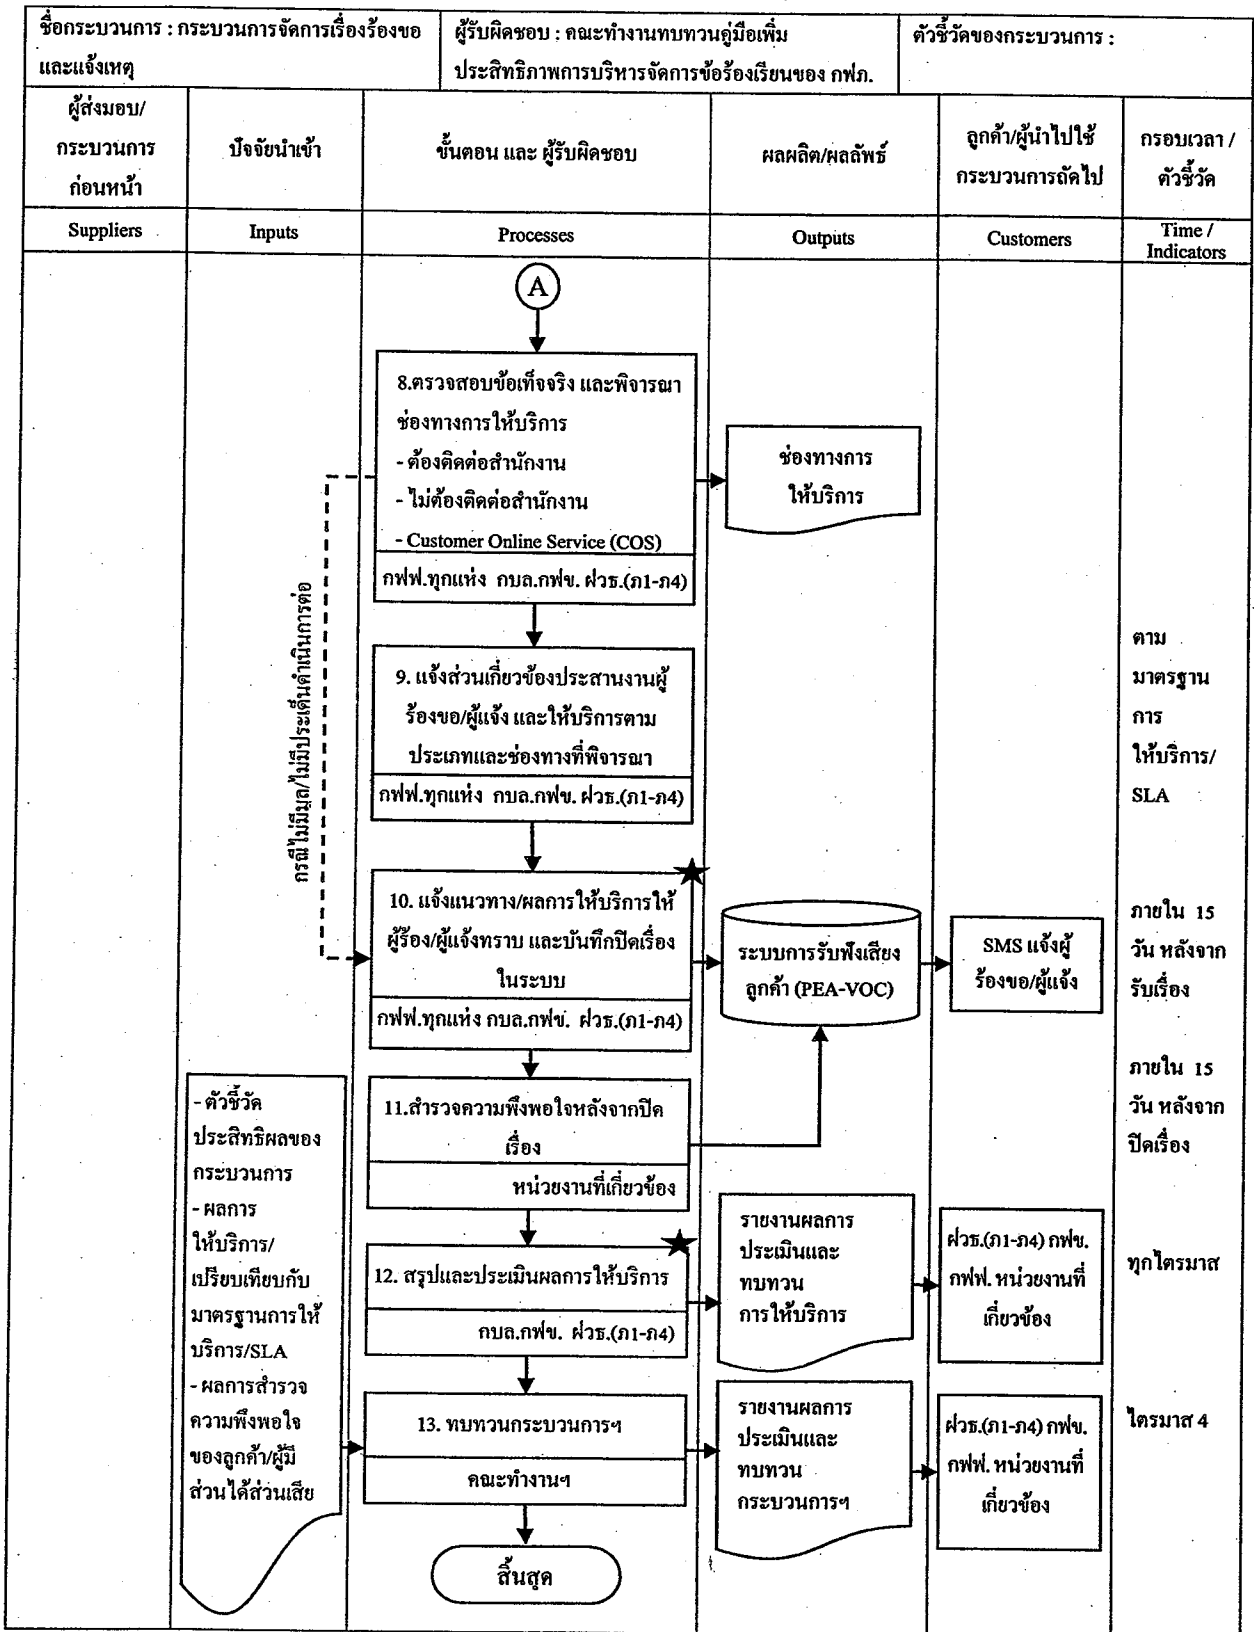 ชื่อกระบวนการ : กระบวนการจัดการเรื่องร้องขอ
และแจ้งเหตุ
ผู้รับผิดชอบ : คณะทำงานทบทวนคู่มือเพิ่ม
ประสิทธิภาพการบริหารจัดการข้อร้องเรียนของ กฟภ.
ตัวชี้วัดของกระบวนการ :
ผู้ส่งมอบ/
กระบวนการ
ก่อนหน้า
ปัจจัยนำเข้า
ขั้นตอน และ ผู้รับผิดชอบ
ผลผลิต/ผลลัพธ์
ลูกค้า/ผู้นำไปใช้
กระบวนการถัดไป
กรอบเวลา /
ตัวชี้วัด
Suppliers
Inputs
Processes
Outputs
Customers
Time /
Indicators
A
8.ตรวจสอบข้อเท็จจริง และพิจารณา
ช่องทางการให้บริการ
- ต้องติดต่อสำนักงาน
- ไม่ต้องติดต่อสำนักงาน
- Customer Online Service (COS)
กฟฟ.ทุกแห่ง กบล.กฟข. ฝวธ.(ภ1-ภ4)
ช่องทางการ
ให้บริการ
กรณีไม่มีมูล/ไม่มีประเด็นดำเนินการต่อ
9. แจ้งส่วนเกี่ยวข้องประสานงานผู้
ร้องขอ/ผู้แจ้ง และให้บริการตาม
ประเภทและช่องทางที่พิจารณา
กฟฟ.ทุกแห่ง กบล.กฟข. ฝวธ.(ภ1-ภ4)
ตาม
มาตรฐาน
การ
ให้บริการ/
SLA
10. แจ้งแนวทาง/ผลการให้บริการให้
ผู้ร้อง/ผู้แจ้งทราบ และบันทึกปิดเรื่อง
ในระบบ
กฟฟ.ทุกแห่ง กบล.กฟข. ฝวธ.(ภ1-ภ4)
ระบบการรับฟังเสียง
ลูกค้า (PEA-VOC)
SMS แจ้งผู้
ร้องขอ/ผู้แจ้ง
ภายใน 15
วัน หลังจาก
รับเรื่อง
11.สำรวจความพึงพอใจหลังจากปิด
เรื่อง
หน่วยงานที่เกี่ยวข้อง
ภายใน 15
วัน หลังจาก
ปิดเรื่อง
- ตัวชี้วัด
ประสิทธิผลของ
กระบวนการ
- ผลการ
ให้บริการ/
เปรียบเทียบกับ
มาตรฐานการให้
บริการ/SLA
- ผลการสำรวจ
ความพึงพอใจ
ของลูกค้า/ผู้มี
ส่วนได้ส่วนเสีย
12. สรุปและประเมินผลการให้บริการ
กบล.กฟข. ฝวธ.(ภ1-ภ4)
รายงานผลการ
ประเมินและ
ทบทวน
การให้บริการ
ฝวธ.(ภ1-ภ4) กฟข.
กฟฟ. หน่วยงานที่
เกี่ยวข้อง
ทุกไตรมาส
13. ทบทวนกระบวนการฯ
คณะทำงานฯ
รายงานผลการ
ประเมินและ
ทบทวน
กระบวนการฯ
ฝวธ.(ภ1-ภ4) กฟข.
กฟฟ. หน่วยงานที่
เกี่ยวข้อง
ไตรมาส 4
สิ้นสุด